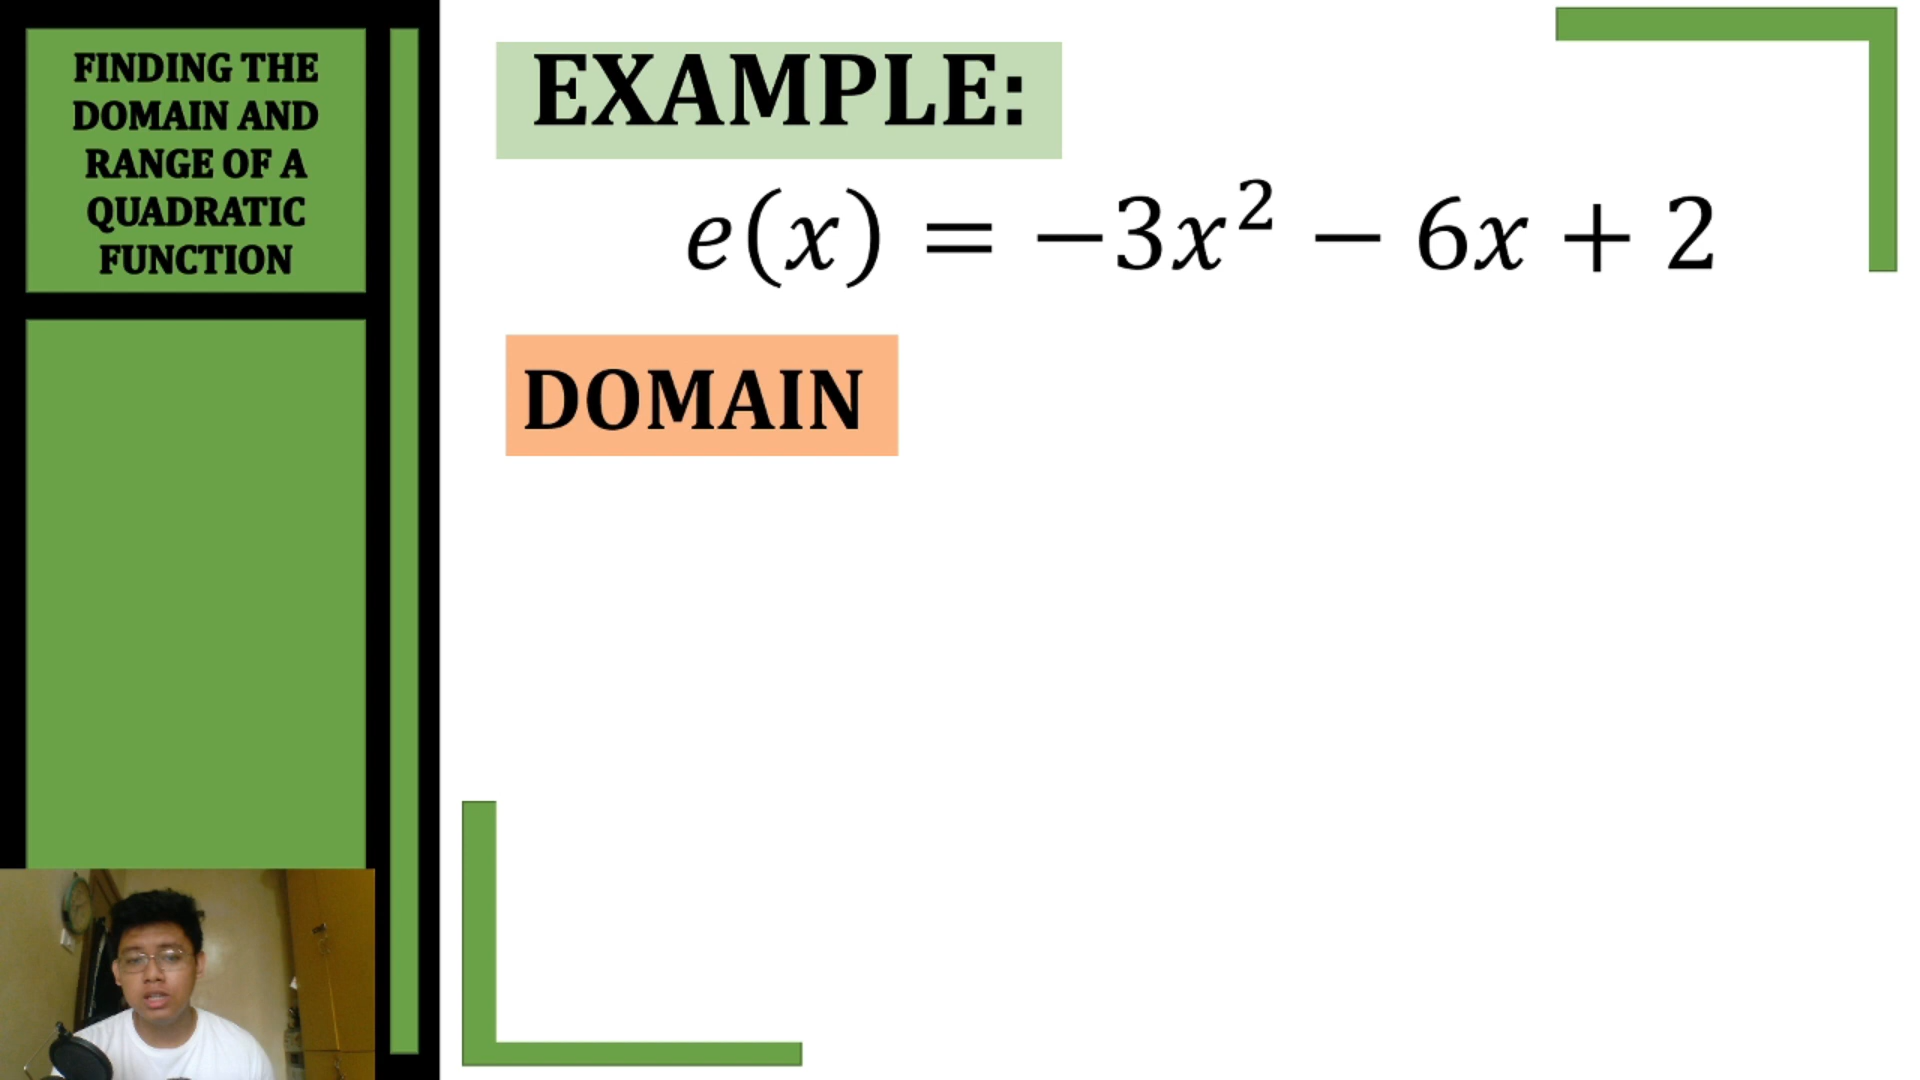 FINDING THE
DOMAIN AND
RANGE OF A
QUADRATIC
FUNCTION
EXAMPLE:
e(x) = −3x² − 6x + 2
DOMAIN